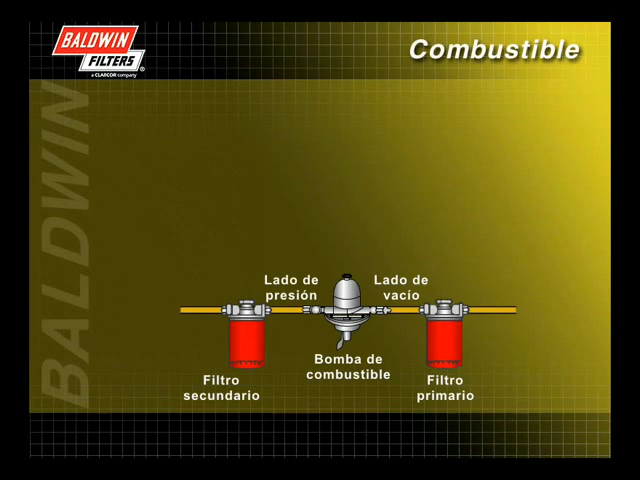 BALDWIN
FILTERS®
a CLARCOR company
Combustible
BALDWIN
Lado de
presión
Lado de
vacío
Bomba de
combustible
Filtro
secundario
Filtro
primario